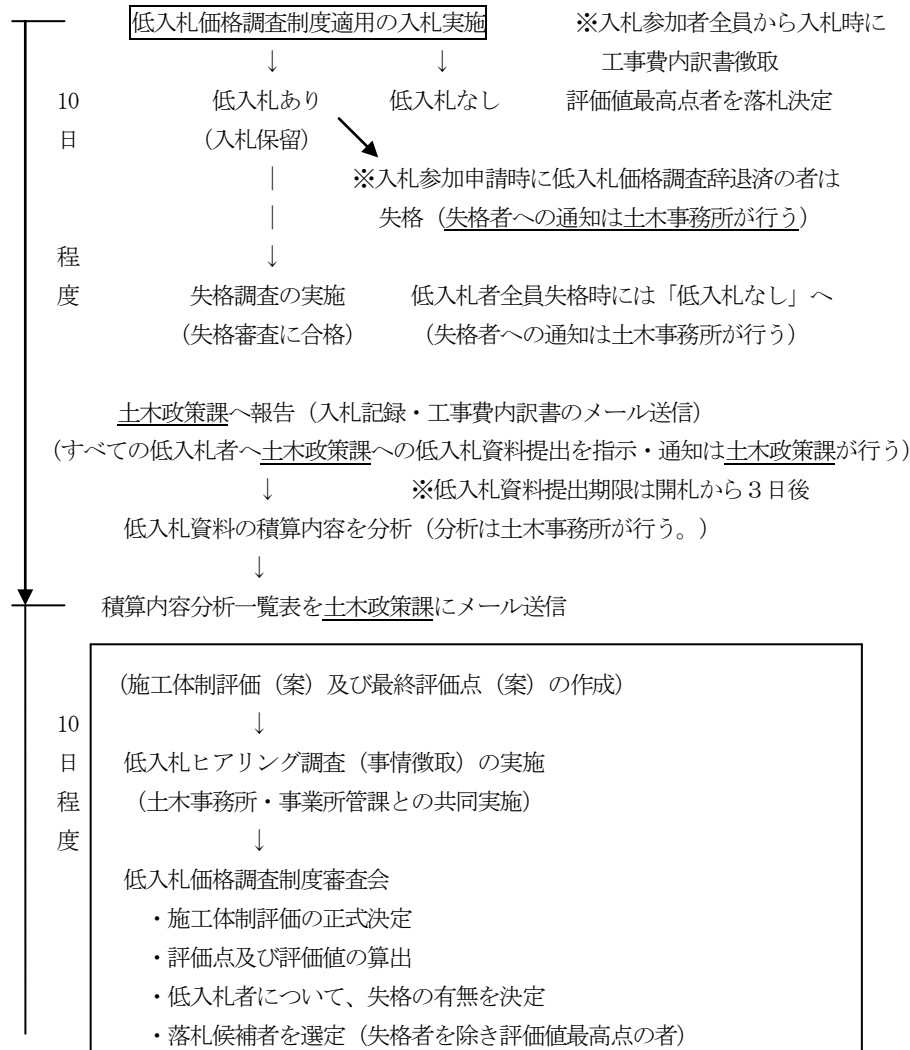 低入札価格調査制度適用の入札実施　※入札参加者全員から入札時に
↓　↓　工事費内訳書徴取
10　低入札あり　低入札なし　評価値最高点者を落札決定
日　（入札保留）
｜　※入札参加申請時に低入札価格調査辞退済の者は
｜　失格（失格者への通知は土木事務所が行う）
程　↓
度　失格調査の実施　低入札者全員失格時には「低入札なし」へ
（失格審査に合格）　（失格者への通知は土木事務所が行う）
土木政策課へ報告（入札記録・工事費内訳書のメール送信）
（すべての低入札者へ土木政策課への低入札資料提出を指示・通知は土木政策課が行う）
↓　※低入札資料提出期限は開札から３日後
低入札資料の積算内容を分析（分析は土木事務所が行う。）
↓
積算内容分析一覧表を土木政策課にメール送信
（施工体制評価（案）及び最終評価点（案）の作成）
10　↓
日　低入札ヒアリング調査（事情徴取）の実施
程　（土木事務所・事業所管課との共同実施）
度　↓
低入札価格調査制度審査会
・施工体制評価の正式決定
・評価点及び評価値の算出
・低入札者について、失格の有無を決定
・落札候補者を選定（失格者を除き評価値最高点の者）